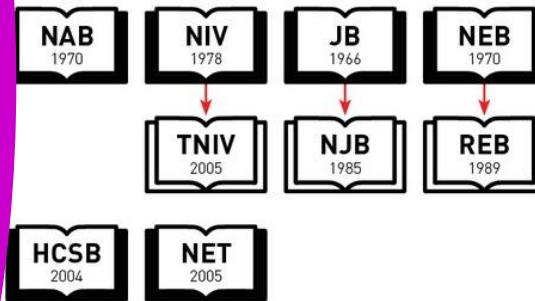 NAB
1970
NIV
1978
JB
1966
NEB
1970
TNIV
2005
NJB
1985
REB
1989
HCSB
2004
NET
2005